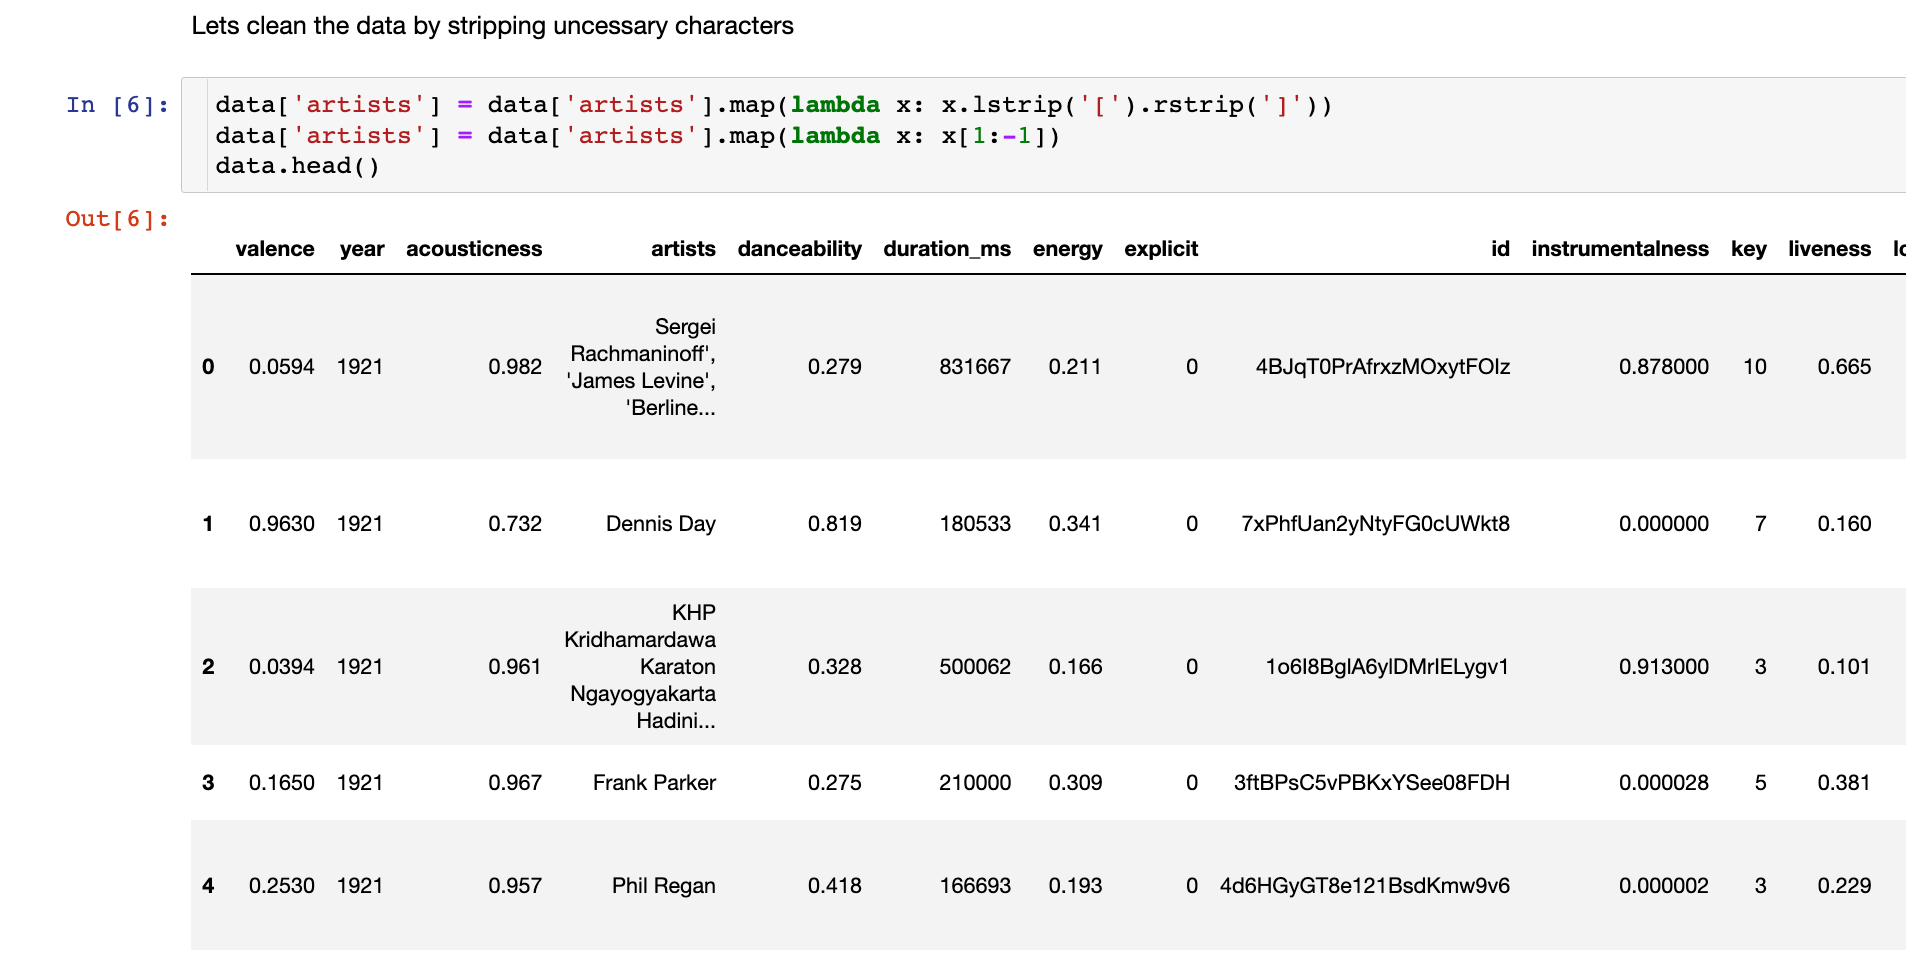 Lets clean the data by stripping uncessary characters
In [6]: data['artists'] = data['artists'].map(lambda x: x.lstrip('[').rstrip(']'))
data['artists'] = data['artists'].map(lambda x: x[1:-1])
data.head()
Out[6]:
valence year acousticness artists danceability duration_ms energy explicit id instrumentalness key liveness
0 0.0594 1921 0.982 Sergei Rachmaninoff', 'James Levine', 'Berline... 0.279 831667 0.211 0 4BJqT0PrAfrxzMOxytFOIz 0.878000 10 0.665
1 0.9630 1921 0.732 Dennis Day 0.819 180533 0.341 0 7xPhfUan2yNtyFG0cUWkt8 0.000000 7 0.160
2 0.0394 1921 0.961 KHP Kridhamardawa Karaton Ngayogyakarta Hadini... 0.328 500062 0.166 0 1o6I8BglA6ylDMrIELygv1 0.913000 3 0.101
3 0.1650 1921 0.967 Frank Parker 0.275 210000 0.309 0 3ftBPsC5vPBKxYSee08FDH 0.000028 5 0.381
4 0.2530 1921 0.957 Phil Regan 0.418 166693 0.193 0 4d6HGyGT8e121BsdKmw9v6 0.000002 3 0.229